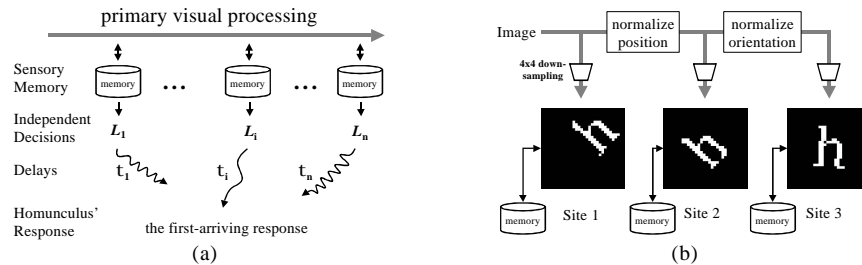 primary visual processing
Sensory
Memory
memory
...
memory
...
memory
Independent
Decisions
L1
Li
Ln
Delays
t1
ti
tn
Homunculus'
Response
the first-arriving response
(a)
Image
normalize
position
normalize
orientation
4x4 down-
sampling
h
h
h
memory
Site 1
memory
Site 2
memory
Site 3
(b)